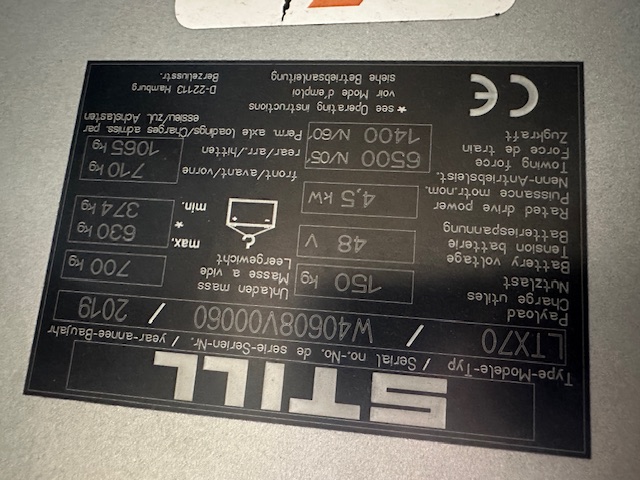 STILL
Type-Modele-Typ / Serial no.-No. de serie-Serien-Nr. / year-annee-Baujahr
LTX70 / W40608V00060 / 2019
Payload
Charge utiles
Nutzlast
150 kg
Unladen mass
Masse a vide
Leergewicht
700 kg
Battery voltage
Tension batterie
Batteriespannung
48 V
max. *
630 kg
min.
374 kg
Rated drive power
Puissance motr.nom.
Nenn-Antriebsleist.
4,5 kW
front/avant/vorne
710 kg
Towing force
Force de train
Zugkraft
6500 N/05'
1400 N/60'
rear/arr./hitten
1065 kg
Perm. axle loadings/Charges admiss. par
essieu/zul. Achslasten
* see Operating instructions
voir Mode d'emploi
siehe Betriebsanleitung
Berzeliusstr.
D-22113 Hamburg
CE